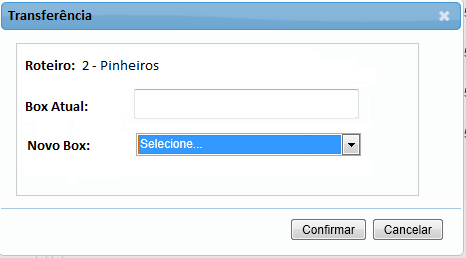 Transferência
Roteiro: 2 - Pinheiros
Box Atual:
Novo Box: Selecione...
Confirmar Cancelar